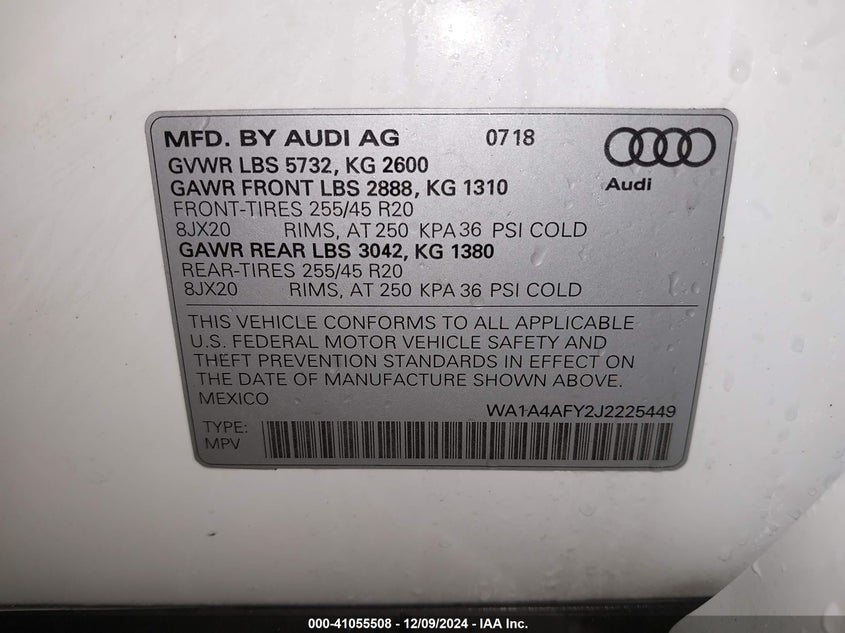 MFD. BY AUDI AG 07 18
GVWR LBS 5732, KG 2600
GAWR FRONT LBS 2888, KG 1310
Audi
FRONT-TIRES 255/45 R20
8JX20 RIMS, AT 250 KPA 36 PSI COLD
GAWR REAR LBS 3042, KG 1380
REAR-TIRES 255/45 R20
8JX20 RIMS, AT 250 KPA 36 PSI COLD
THIS VEHICLE CONFORMS TO ALL APPLICABLE
U.S. FEDERAL MOTOR VEHICLE SAFETY AND
THEFT PREVENTION STANDARDS IN EFFECT ON
THE DATE OF MANUFACTURE SHOWN ABOVE.
MEXICO
WA1A4AFY2J2225449
TYPE:
MPV
000-41055508 - 12/09/2024 - IAA Inc.